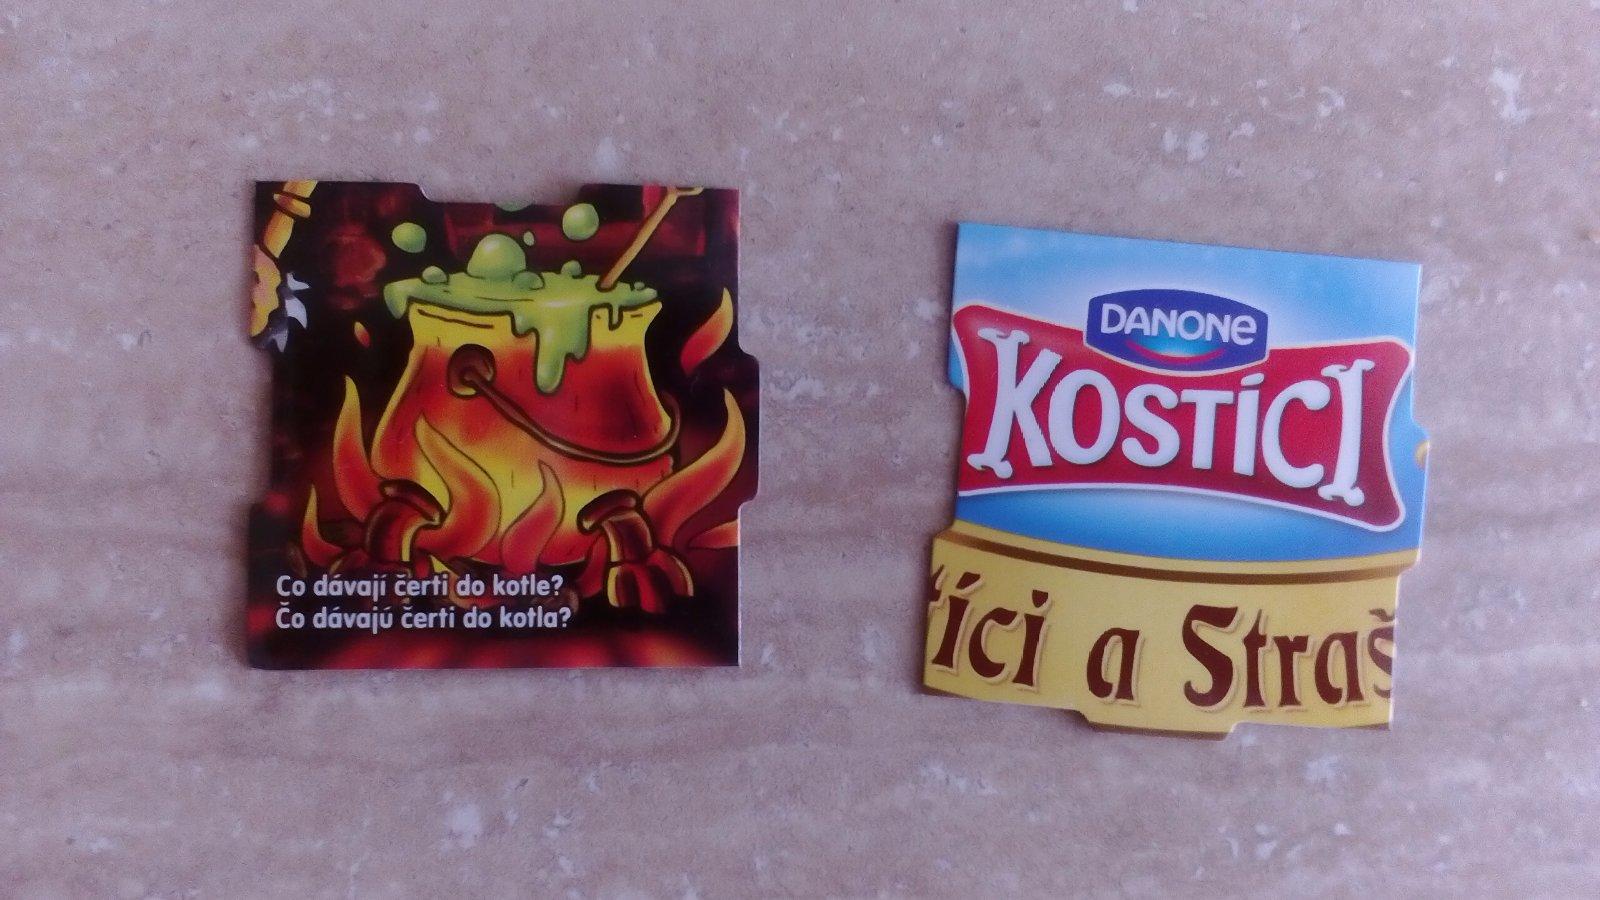 Co dávají čerti do kotle?
Čo dávajú čerti do kotla?
DANONE
KOSTÍCI
íci a Straš